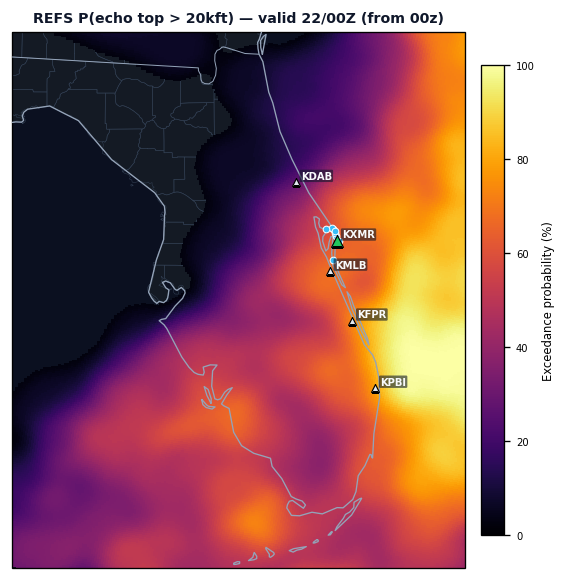 REFS P(echo top > 20kft) — valid 22/00Z (from 00z)
KDAB
KXMR
KMLB
KFPR
KPBI
100
80
60
40
20
0
Exceedance probability (%)